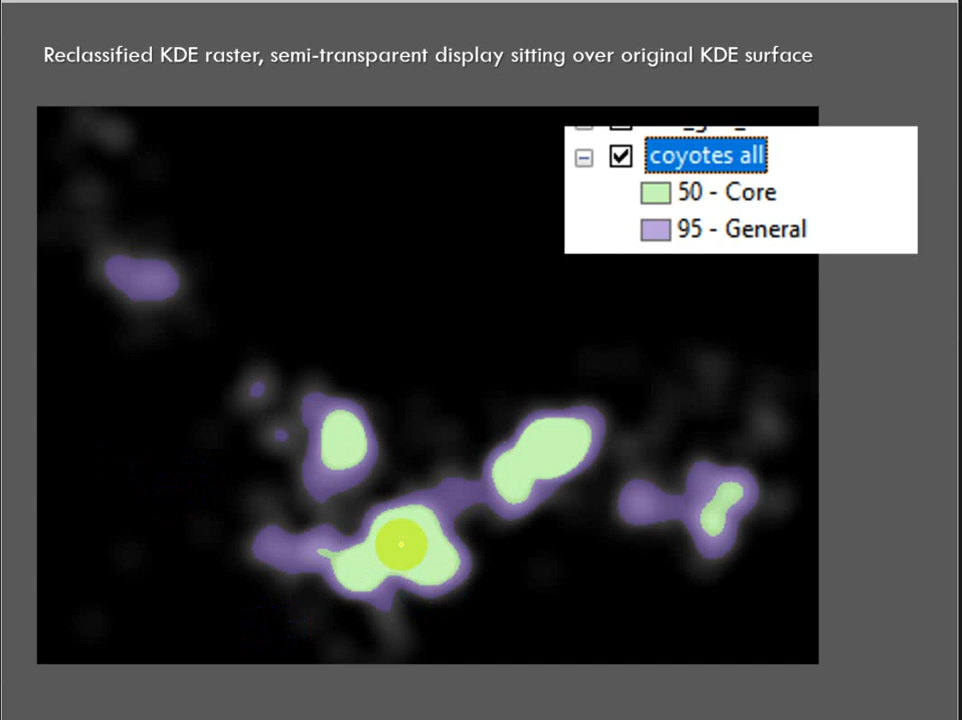 Reclassified KDE raster, semi-transparent display sitting over original KDE surface
coyotes all
50 - Core
95 - General